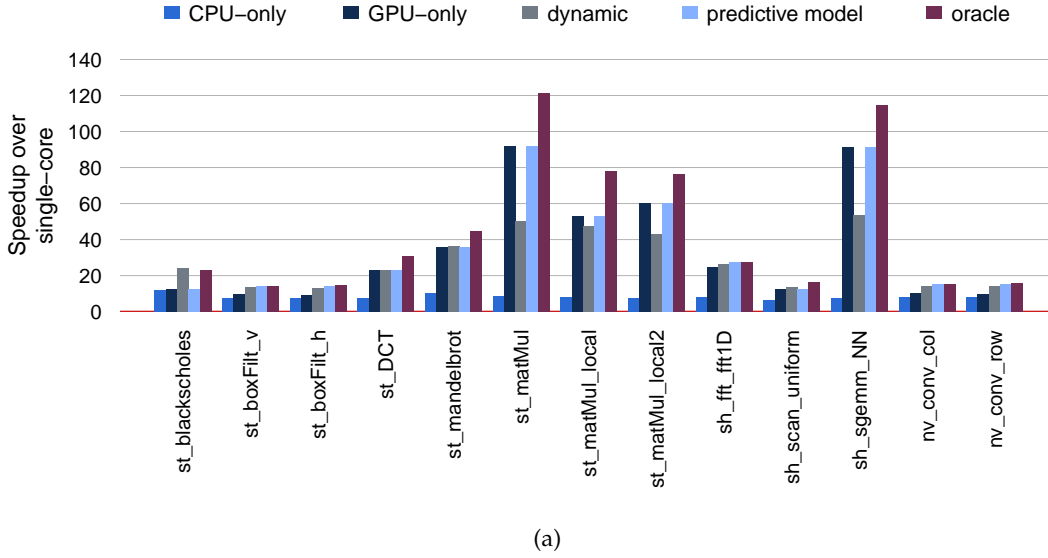 CPU−only GPU−only dynamic predictive model oracle
Speedup over
single−core
140
120
100
80
60
40
20
0
st_blackscholes
st_boxFilt_v
st_boxFilt_h
st_DCT
st_mandelbrot
st_matMul
st_matMul_local
st_matMul_local2
sh_fft_fft1D
sh_scan_uniform
sh_sgemm_NN
nv_conv_col
nv_conv_row
(a)